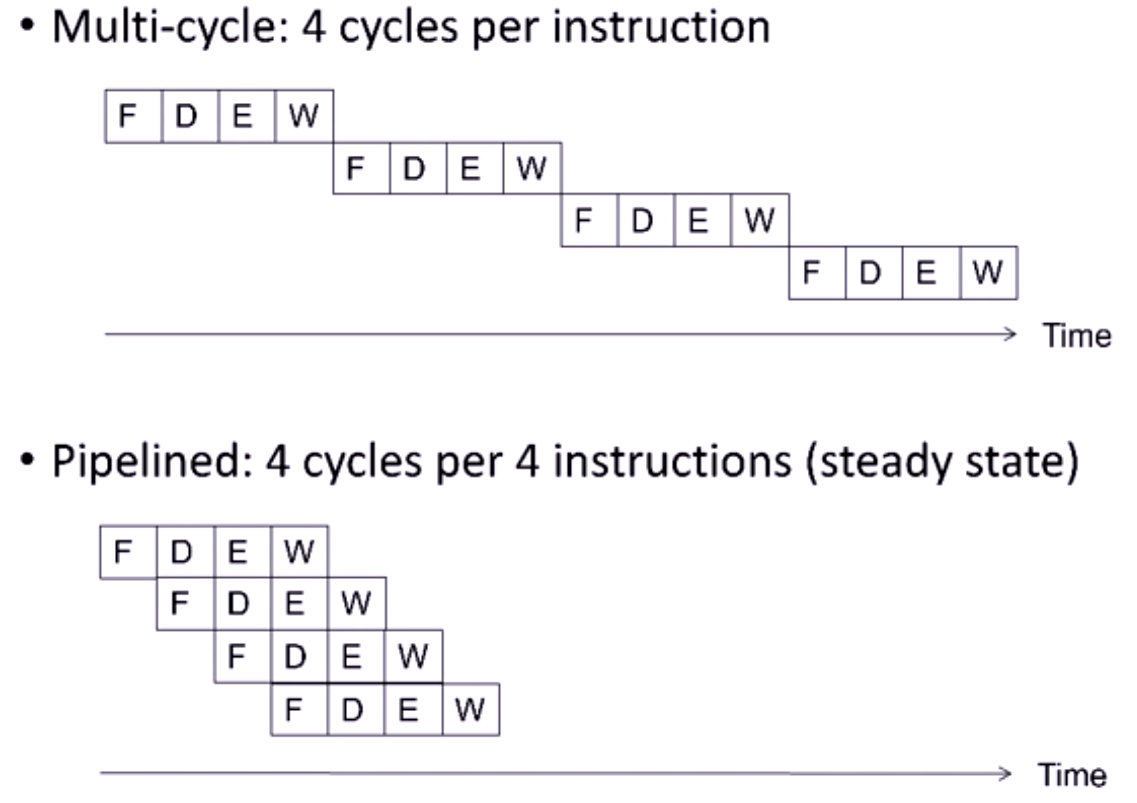 • Multi-cycle: 4 cycles per instruction
F D E W
F D E W
F D E W
F D E W
Time
• Pipelined: 4 cycles per 4 instructions (steady state)
F D E W
F D E W
F D E W
F D E W
Time